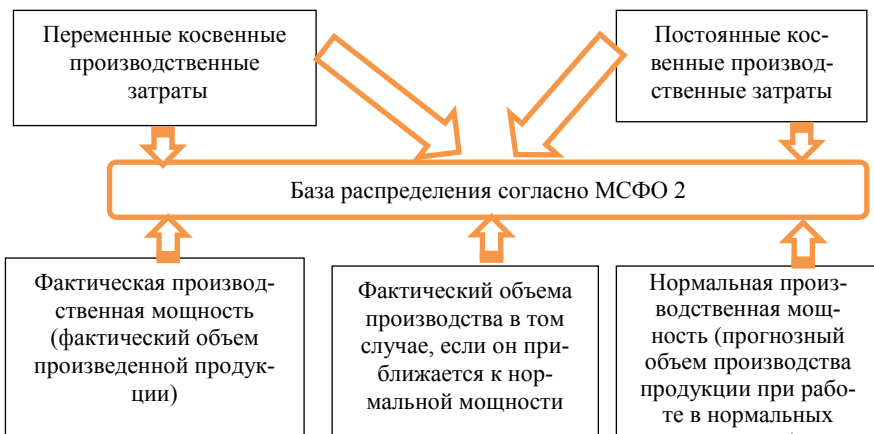 Переменные косвенные
производственные
затраты
Постоянные кос-
венные производ-
ственные затраты
База распределения согласно МСФО 2
Фактическая производ-
ственная мощность
(фактический объем
произведенной продук-
ции)
Фактический объема
производства в том
случае, если он при-
ближается к нор-
мальной мощности
Нормальная произ-
водственная мощ-
ность (прогнозный
объем производства
продукции при рабо-
те в нормальных